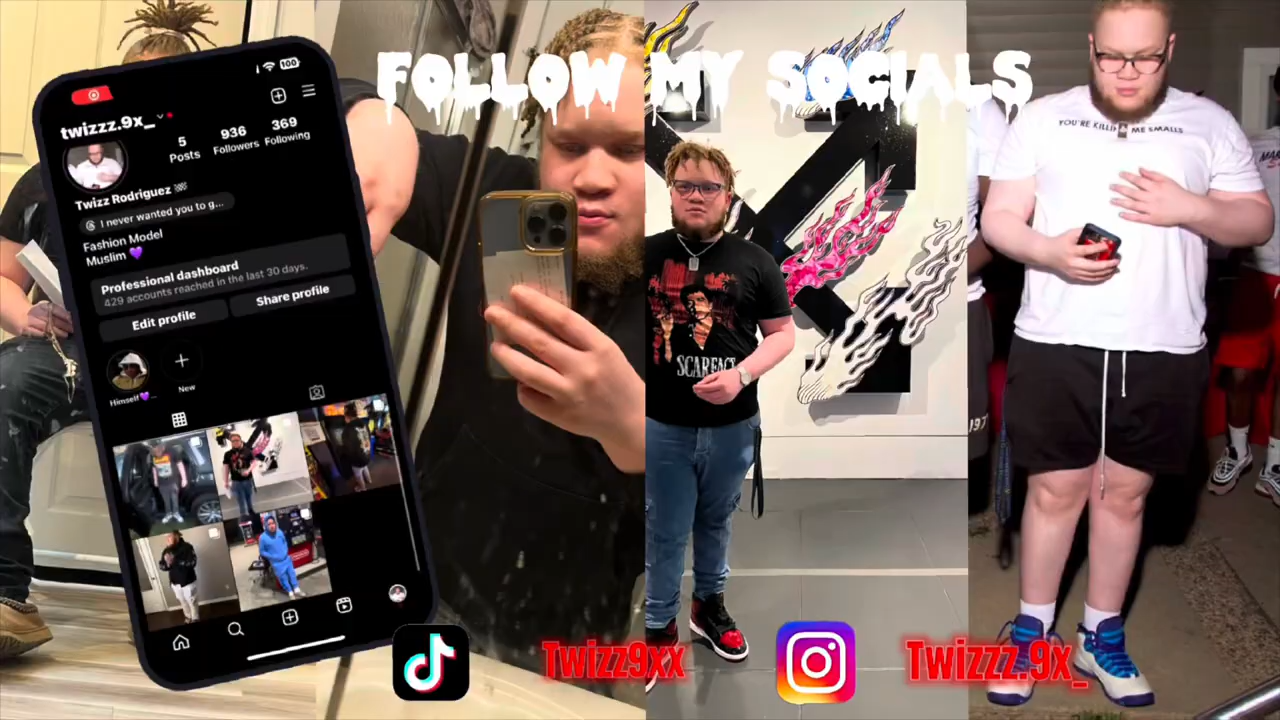 FOLLOW MY SOCIALS
100
twizzz.9x_
5
Posts
936
Followers
369
Following
Twizz Rodriguez
I never wanted you to g...
Fashion Model
Muslim 💜
Professional dashboard
429 accounts reached in the last 30 days.
Edit profile
Share profile
Himself💜
New
SCARFACE
YOU'RE KILLI ME SMALLS
Twizz9xx
Twizzz.9x_